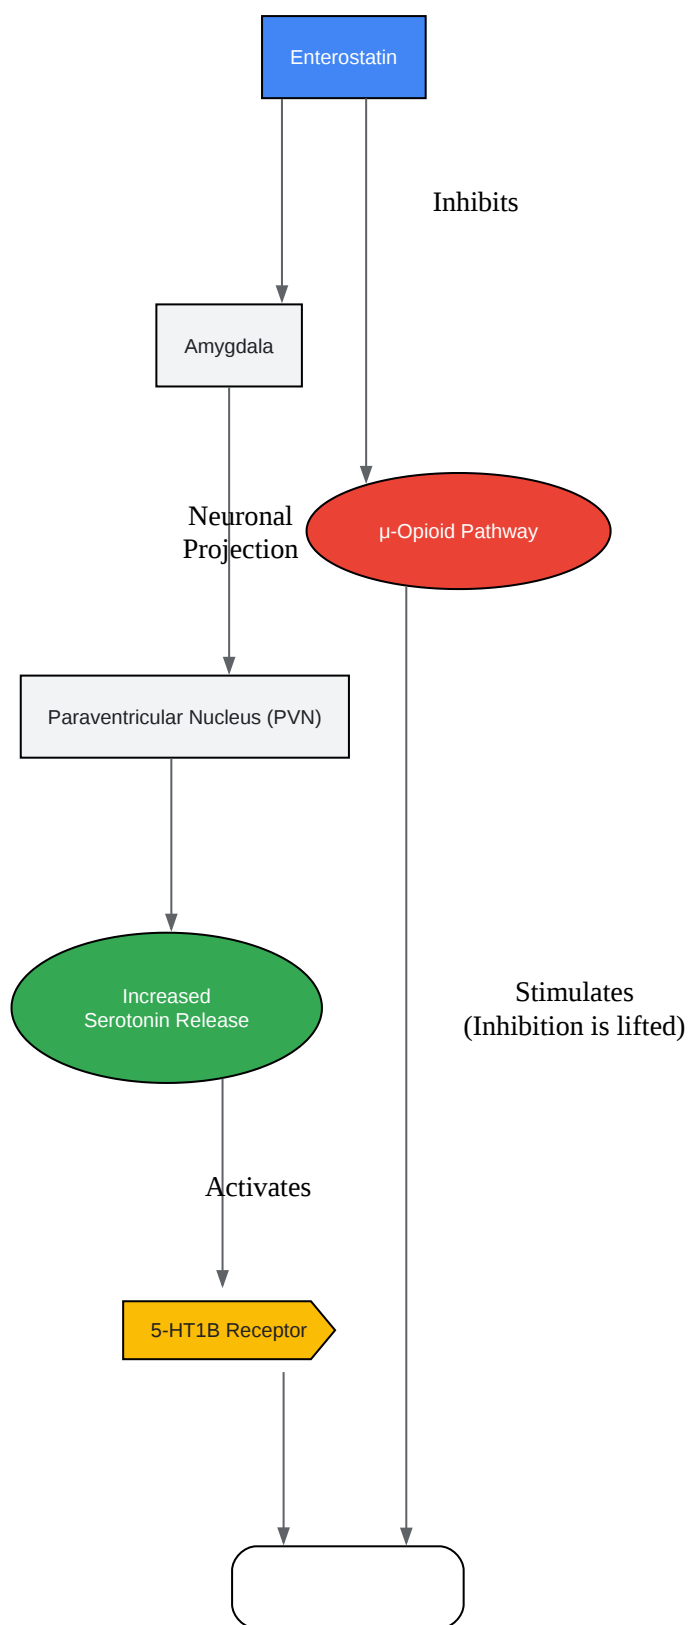 Enterostatin
Inhibits
Amygdala
Neuronal
Projection
μ-Opioid Pathway
Paraventricular Nucleus (PVN)
Increased
Serotonin Release
Stimulates
(Inhibition is lifted)
Activates
5-HT1B Receptor